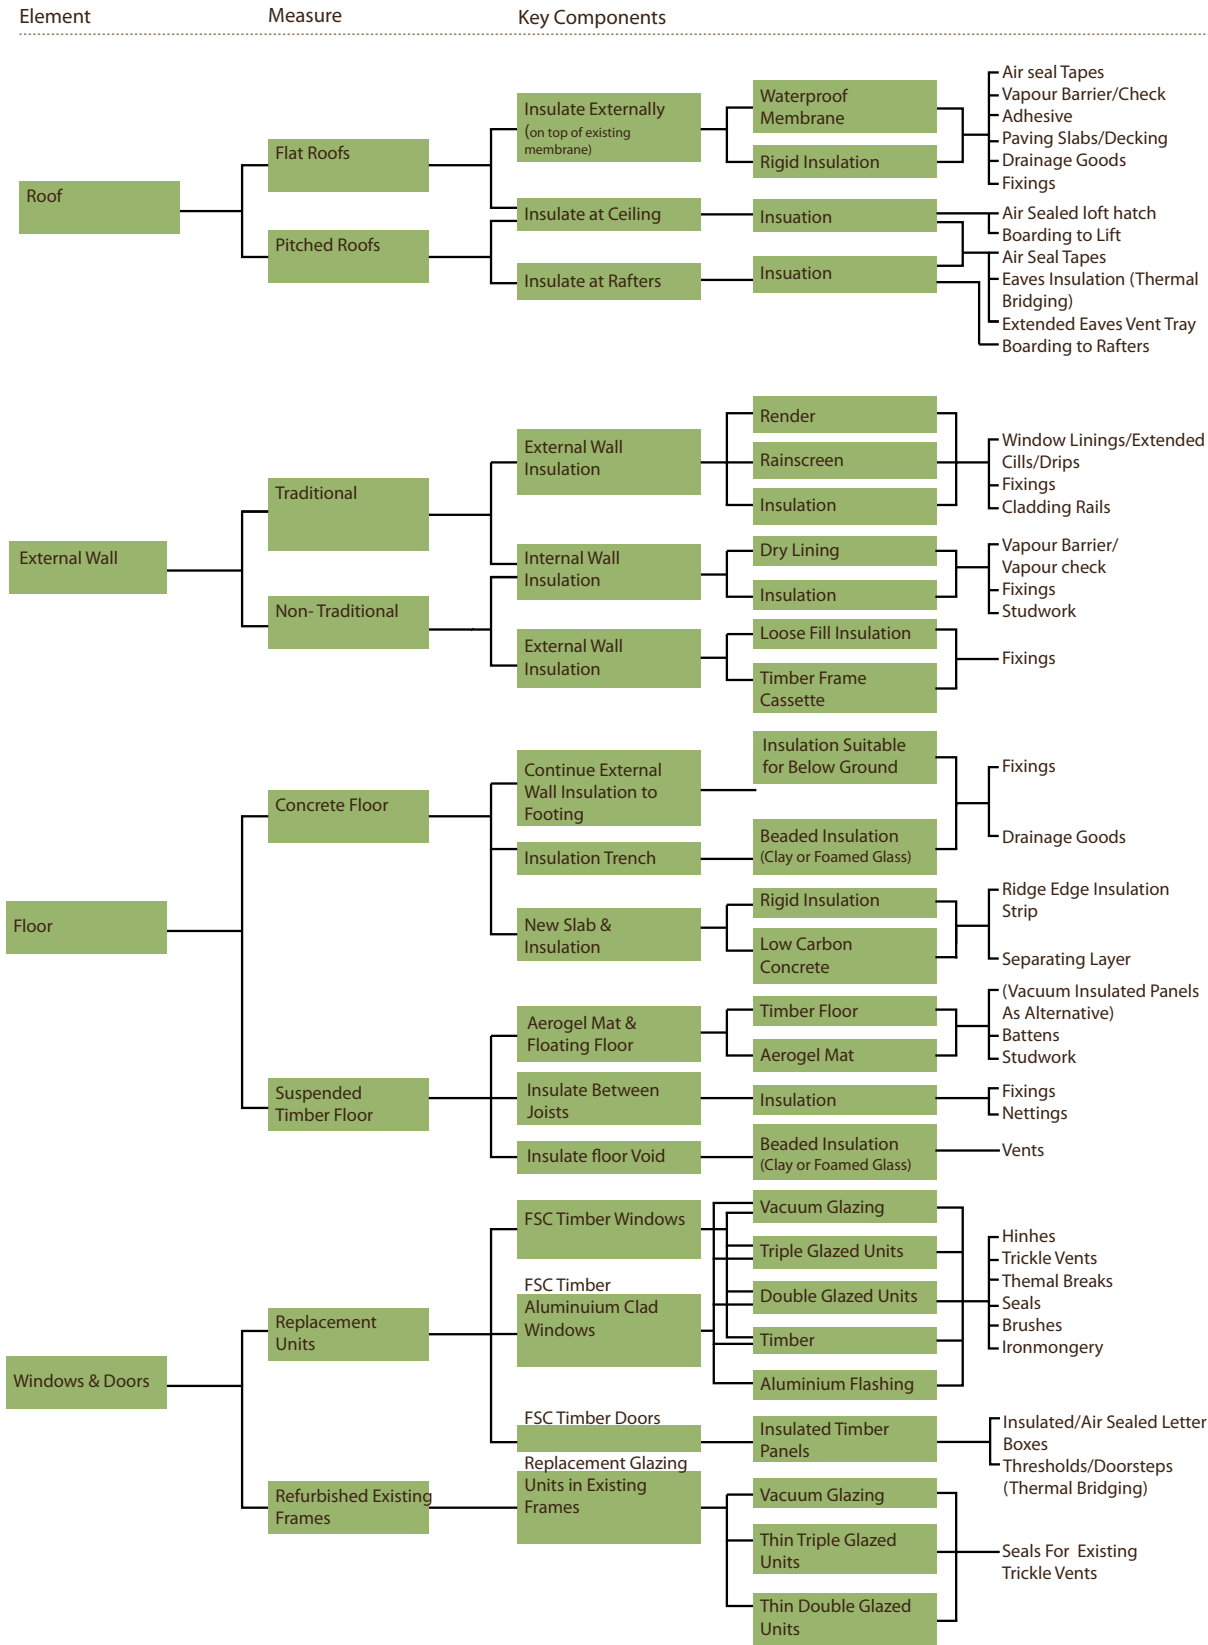 Element
Measure
Key Components
Roof
Flat Roofs
Pitched Roofs
Insulate Externally
(on top of existing
membrane)
Insulate at Ceiling
Insulate at Rafters
Waterproof
Membrane
Rigid Insulation
Insuation
Insuation
Air seal Tapes
Vapour Barrier/Check
Adhesive
Paving Slabs/Decking
Drainage Goods
Fixings
Air Sealed loft hatch
Boarding to Lift
Air Seal Tapes
Eaves Insulation (Thermal
Bridging)
Extended Eaves Vent Tray
Boarding to Rafters
External Wall
Traditional
Non- Traditional
External Wall
Insulation
Internal Wall
Insulation
External Wall
Insulation
Render
Rainscreen
Insulation
Dry Lining
Insulation
Loose Fill Insulation
Timber Frame
Cassette
Window Linings/Extended
Cills/Drips
Fixings
Cladding Rails
Vapour Barrier/
Vapour check
Fixings
Studwork
Fixings
Floor
Concrete Floor
Suspended
Timber Floor
Continue External
Wall Insulation to
Footing
Insulation Trench
New Slab &
Insulation
Aerogel Mat &
Floating Floor
Insulate Between
Joists
Insulate floor Void
Insulation Suitable
for Below Ground
Beaded Insulation
(Clay or Foamed Glass)
Rigid Insulation
Low Carbon
Concrete
Timber Floor
Aerogel Mat
Insulation
Beaded Insulation
(Clay or Foamed Glass)
Fixings
Drainage Goods
Ridge Edge Insulation
Strip
Separating Layer
(Vacuum Insulated Panels
As Alternative)
Battens
Studwork
Fixings
Nettings
Vents
Windows & Doors
Replacement
Units
Refurbished Existing
Frames
FSC Timber Windows
FSC Timber
Aluminuium Clad
Windows
FSC Timber Doors
Replacement Glazing
Units in Existing
Frames
Vacuum Glazing
Triple Glazed Units
Double Glazed Units
Timber
Aluminium Flashing
Insulated Timber
Panels
Vacuum Glazing
Thin Triple Glazed
Units
Thin Double Glazed
Units
Hinhes
Trickle Vents
Themal Breaks
Seals
Brushes
Ironmongery
Insulated/Air Sealed Letter
Boxes
Thresholds/Doorsteps
(Thermal Bridging)
Seals For Existing
Trickle Vents